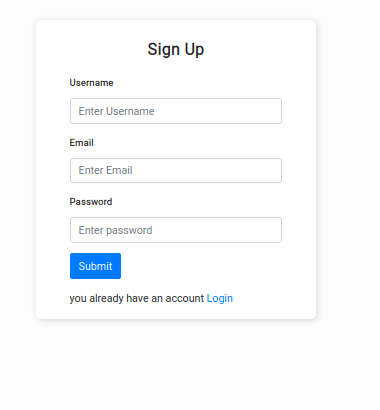 Sign Up
Username
Enter Username
Email
Enter Email
Password
Enter password
Submit
you already have an account Login